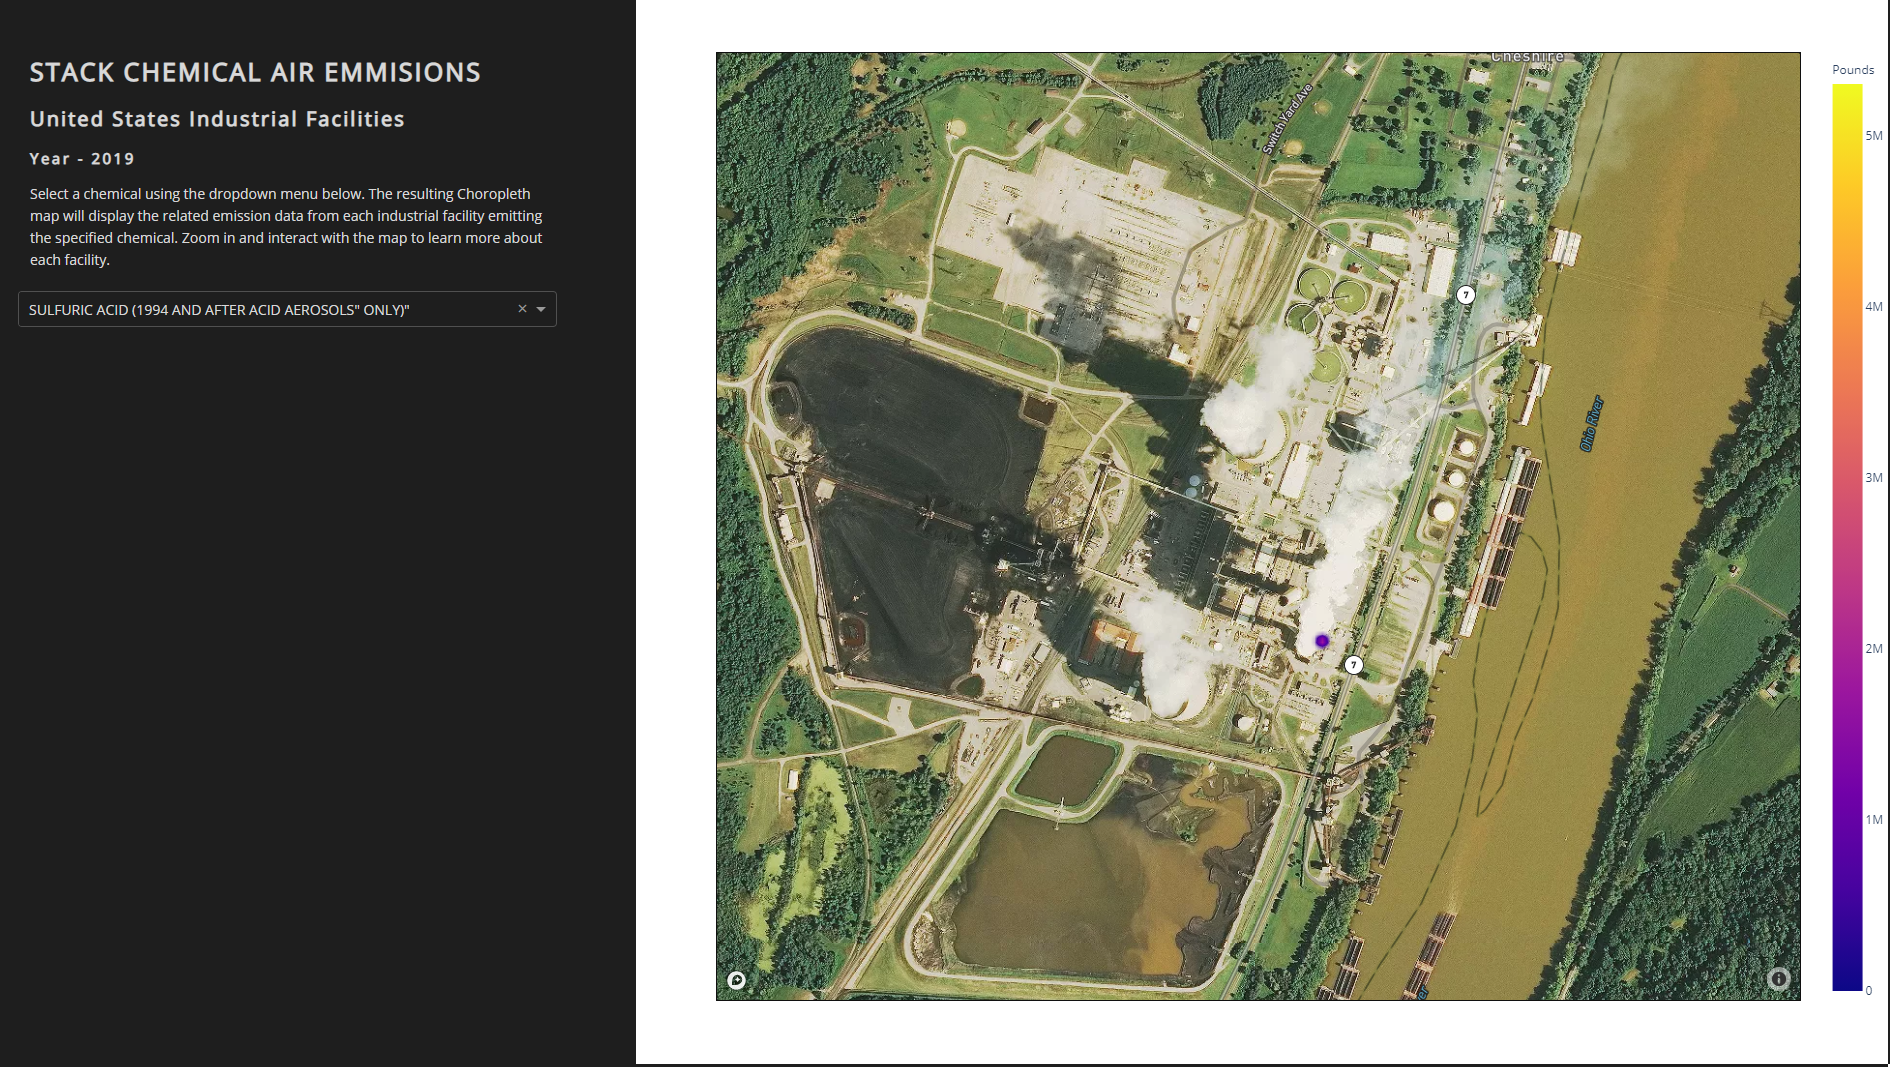 STACK CHEMICAL AIR EMMISIONS
United States Industrial Facilities
Year - 2019
Select a chemical using the dropdown menu below. The resulting Choropleth
map will display the related emission data from each industrial facility emitting
the specified chemical. Zoom in and interact with the map to learn more about
each facility.
SULFURIC ACID (1994 AND AFTER ACID AEROSOLS" ONLY)"
Cheshire
Switch Yard Ave
7
Ohio River
7
er
Pounds
5M
4M
3M
2M
1M
0